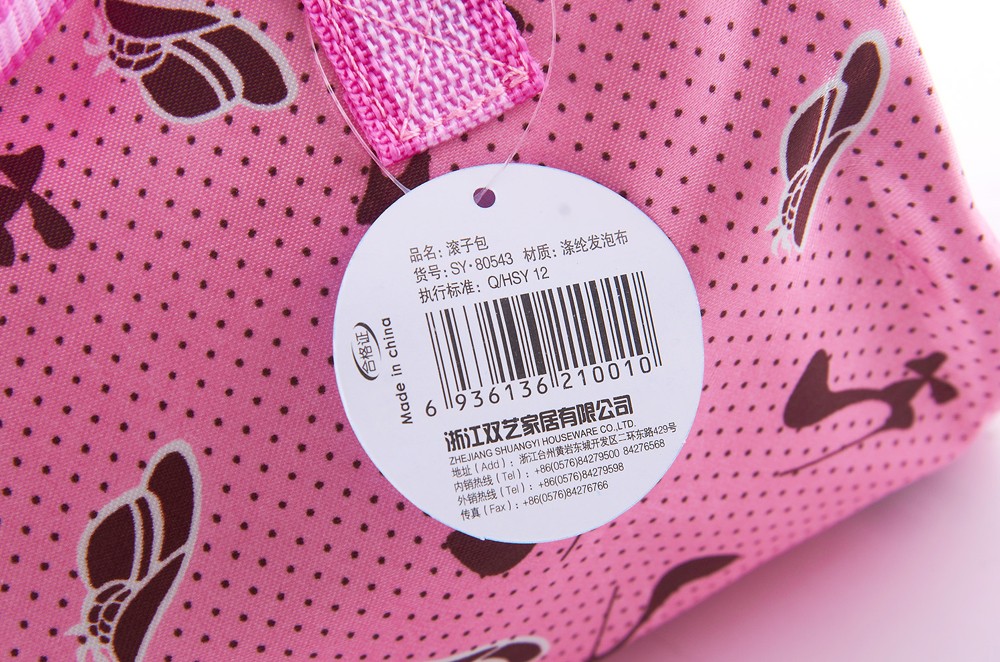 品名: 滚子包
货号: SY·80543 材质: 涤纶发泡布
执行标准: Q/HSY 12
合格证
Made in china
6 936136 210010
浙江双艺家居有限公司
ZHEJIANG SHUANGYI HOUSEWARE CO.,LTD.
地址 (Add) : 浙江台州黄岩东城开发区二环东路429号
内销热线 (Tel) : +86(0576)84279500 84276568
外销热线 (Tel) : +86(0576)84279598
传真 (Fax) : +86(0576)84276766